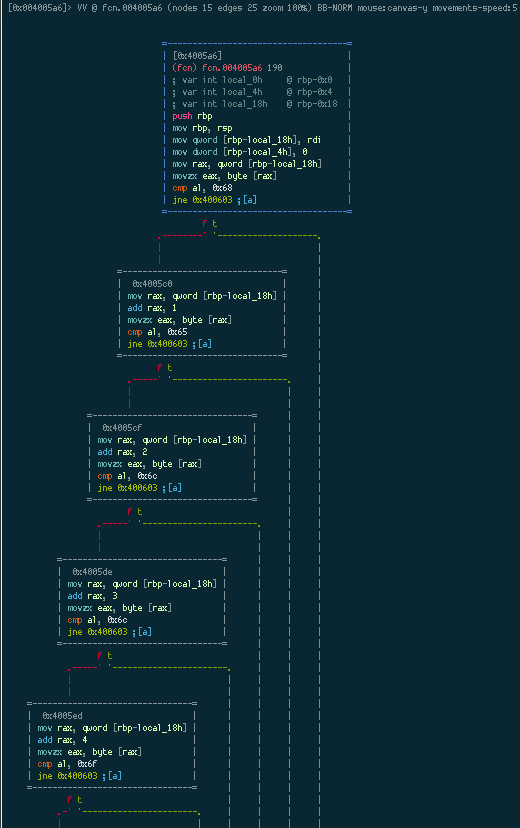 [0x004005a6]> VV @ fcn.004005a6 (nodes 15 edges 25 zoom 100%) BB-NORM mouse:canvas-y movements-speed:5
[0x4005a6]
(fcn) fcn.004005a6 190
; var int local_0h @ rbp-0x0
; var int local_4h @ rbp-0x4
; var int local_18h @ rbp-0x18
push rbp
mov rbp, rsp
mov qword [rbp-local_18h], rdi
mov dword [rbp-local_4h], 0
mov rax, qword [rbp-local_18h]
movzx eax, byte [rax]
cmp al, 0x68
jne 0x400603 ;[a]
f t
0x4005c0
mov rax, qword [rbp-local_18h]
add rax, 1
movzx eax, byte [rax]
cmp al, 0x65
jne 0x400603 ;[a]
f t
0x4005cf
mov rax, qword [rbp-local_18h]
add rax, 2
movzx eax, byte [rax]
cmp al, 0x6c
jne 0x400603 ;[a]
f t
0x4005de
mov rax, qword [rbp-local_18h]
add rax, 3
movzx eax, byte [rax]
cmp al, 0x6c
jne 0x400603 ;[a]
f t
0x4005ed
mov rax, qword [rbp-local_18h]
add rax, 4
movzx eax, byte [rax]
cmp al, 0x6f
jne 0x400603 ;[a]
f t